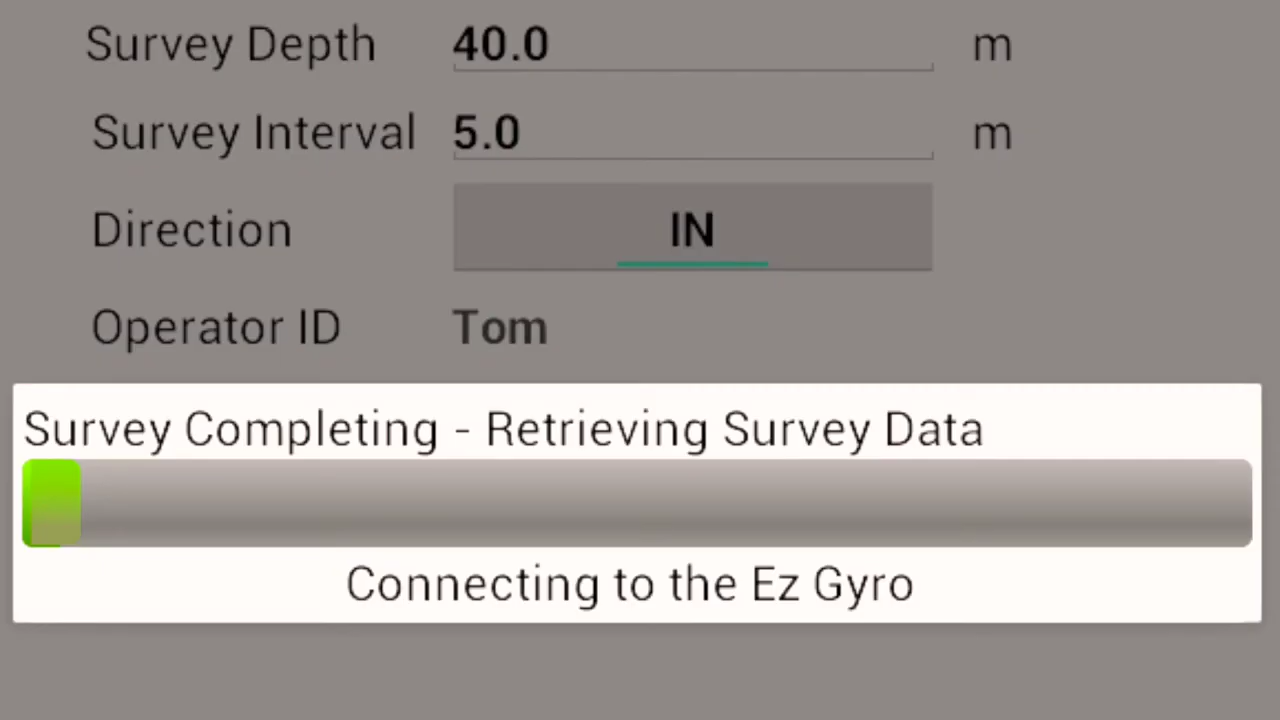 Survey Depth 40.0 m
Survey Interval 5.0 m
Direction IN
Operator ID Tom
Survey Completing - Retrieving Survey Data
Connecting to the Ez Gyro